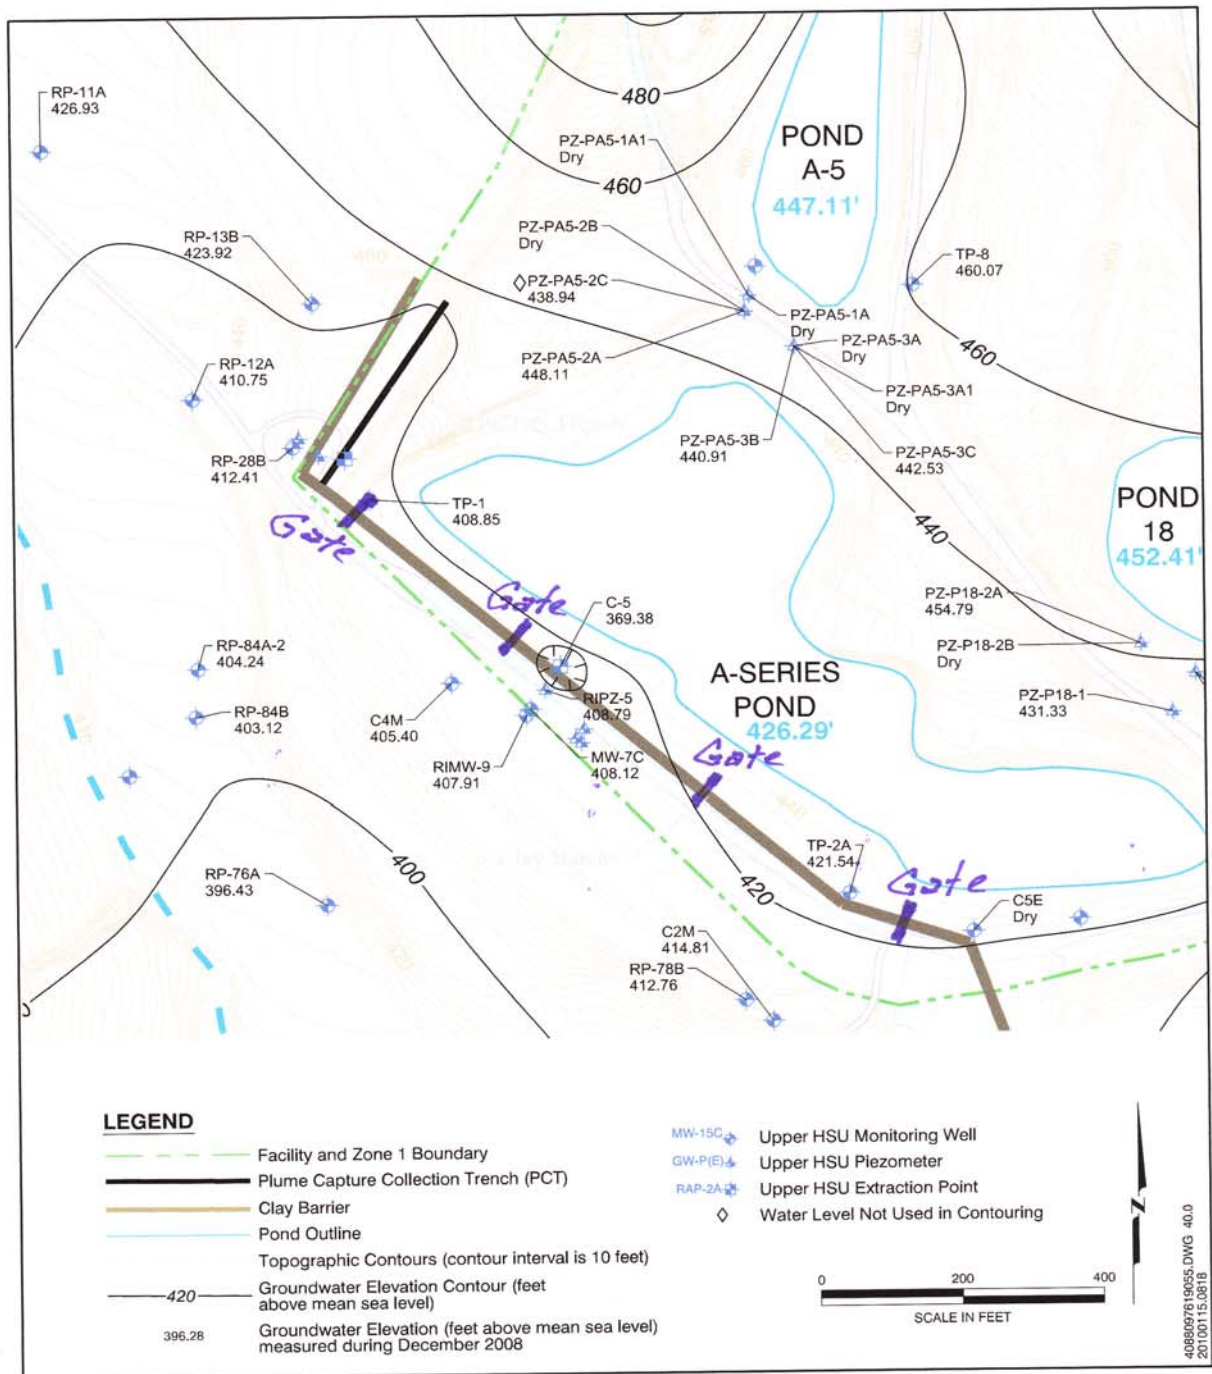 480
RP-11A
426.93
PZ-PA5-1A1
Dry
POND
A-5
447.11'
460
PZ-PA5-2B
Dry
RP-13B
423.92
TP-8
460.07
PZ-PA5-2C
438.94
PZ-PA5-1A
Dry
PZ-PA5-3A
Dry
460
PZ-PA5-2A
448.11
RP-12A
410.75
PZ-PA5-3A1
Dry
PZ-PA5-3B
440.91
PZ-PA5-3C
442.53
440
RP-28B
412.41
TP-1
408.85
POND
18
452.41'
Gate
440
Gate
C-5
369.38
PZ-P18-2A
454.79
PZ-P18-2B
Dry
RP-84A-2
404.24
A-SERIES
POND
426.29'
RIPZ-5
408.79
PZ-P18-1
431.33
RP-84B
403.12
C4M
405.40
RIMW-9
407.91
MW-7C
408.12
Gate
440
400
TP-2A
421.54
RP-76A
396.43
420
Gate
C5E
Dry
420
C2M
414.81
RP-78B
412.76
LEGEND
Facility and Zone 1 Boundary
Plume Capture Collection Trench (PCT)
Clay Barrier
Pond Outline
Topographic Contours (contour interval is 10 feet)
420
Groundwater Elevation Contour (feet
above mean sea level)
396.28
Groundwater Elevation (feet above mean sea level)
measured during December 2008
MW-15C
Upper HSU Monitoring Well
GW-P(E)
Upper HSU Piezometer
RAP-2A
Upper HSU Extraction Point
Water Level Not Used in Contouring
N
0 200 400
SCALE IN FEET
4088097619055.DWG 40.0
20100115.0818